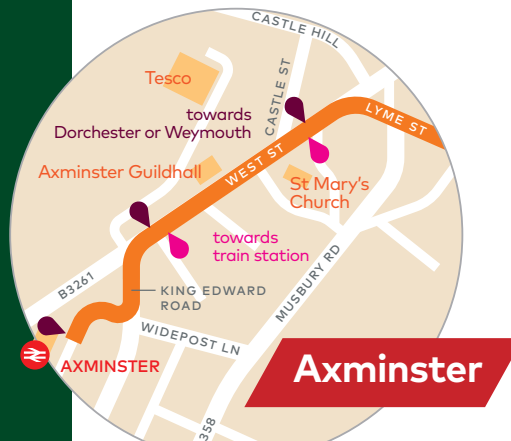 CASTLE HILL
CASTLE ST
Tesco
towards
Dorchester or Weymouth
LYME ST
Axminster Guildhall
WEST ST
St Mary's
Church
towards
train station
B3261
KING EDWARD
ROAD
MUSBURY RD
WIDEPOST LN
AXMINSTER
Axminster
358